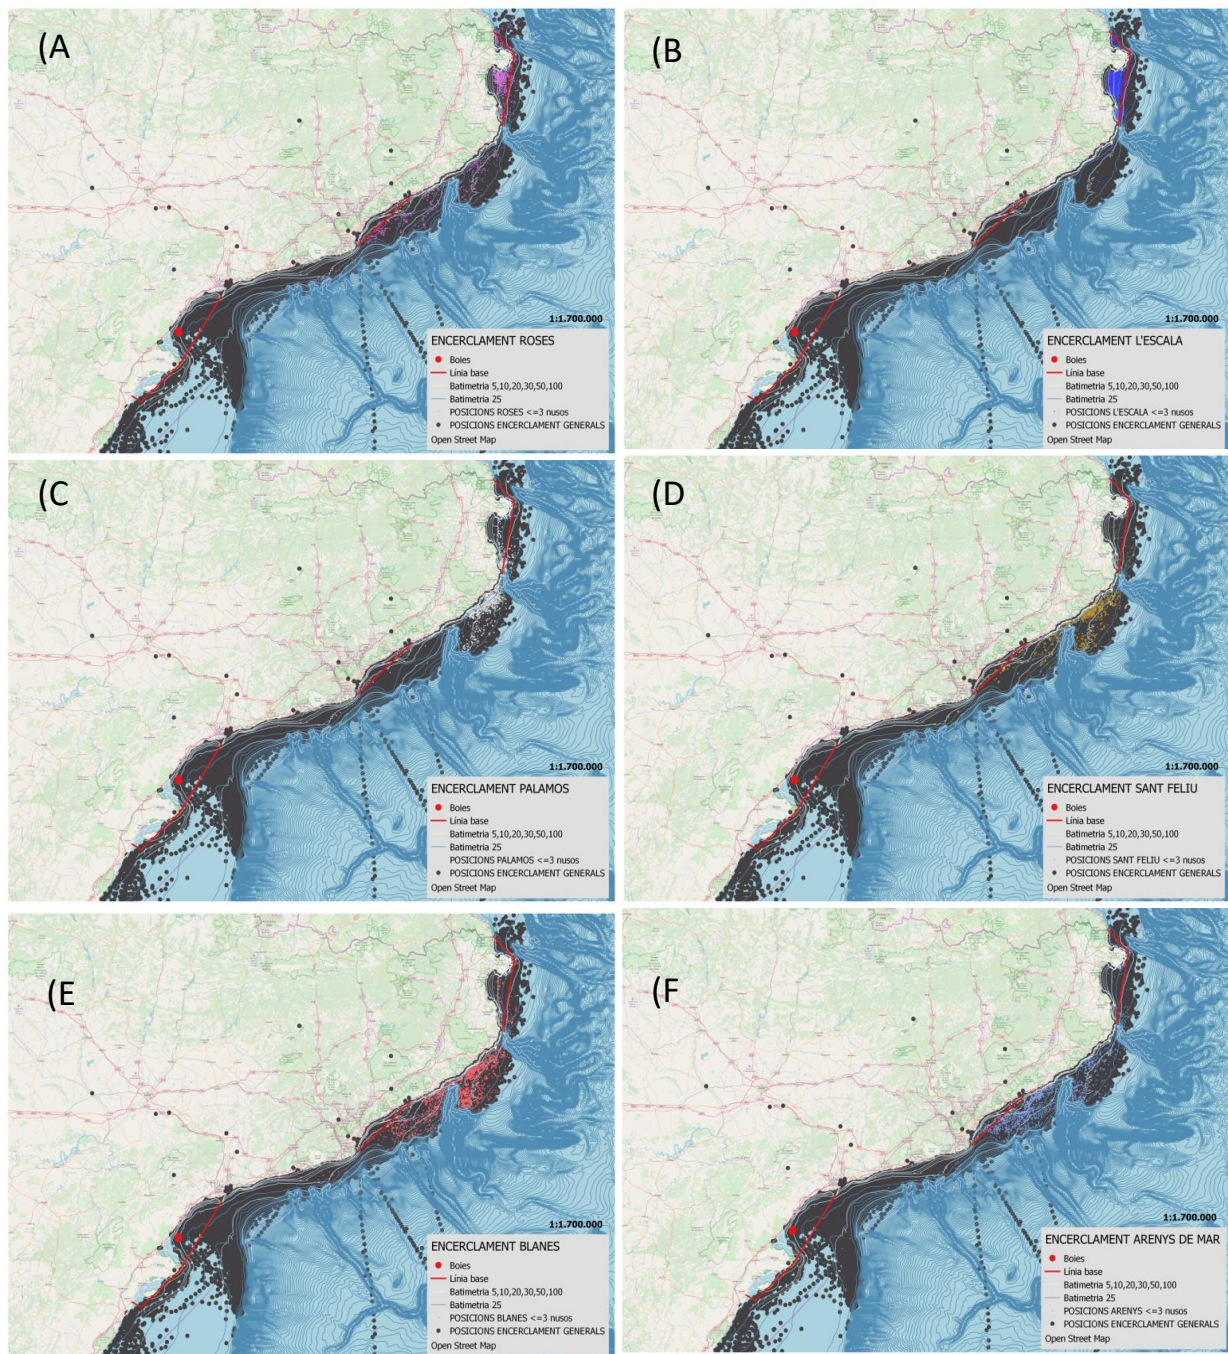 (A
1:1.700.000
ENCERCLAMENT ROSES
Boies
Línia base
Batimetria 5,10,20,30,50,100
Batimetria 25
POSICIONS ROSES <=3 nusos
POSICIONS ENCERCLAMENT GENERALS
Open Street Map
(B
1:1.700.000
ENCERCLAMENT L'ESCALA
Boies
Línia base
Batimetria 5,10,20,30,50,100
Batimetria 25
POSICIONS L'ESCALA <=3 nusos
POSICIONS ENCERCLAMENT GENERALS
Open Street Map
(C
1:1.700.000
ENCERCLAMENT PALAMOS
Boies
Línia base
Batimetria 5,10,20,30,50,100
Batimetria 25
POSICIONS PALAMOS <=3 nusos
POSICIONS ENCERCLAMENT GENERALS
Open Street Map
(D
1:1.700.000
ENCERCLAMENT SANT FELIU
Boies
Línia base
Batimetria 5,10,20,30,50,100
Batimetria 25
POSICIONS SANT FELIU <=3 nusos
POSICIONS ENCERCLAMENT GENERALS
Open Street Map
(E
1:1.700.000
ENCERCLAMENT BLANES
Boies
Línia base
Batimetria 5,10,20,30,50,100
Batimetria 25
POSICIONS BLANES <=3 nusos
POSICIONS ENCERCLAMENT GENERALS
Open Street Map
(F
1:1.700.000
ENCERCLAMENT ARENYS DE MAR
Boies
Línia base
Batimetria 5,10,20,30,50,100
Batimetria 25
POSICIONS ARENYS <=3 nusos
POSICIONS ENCERCLAMENT GENERALS
Open Street Map